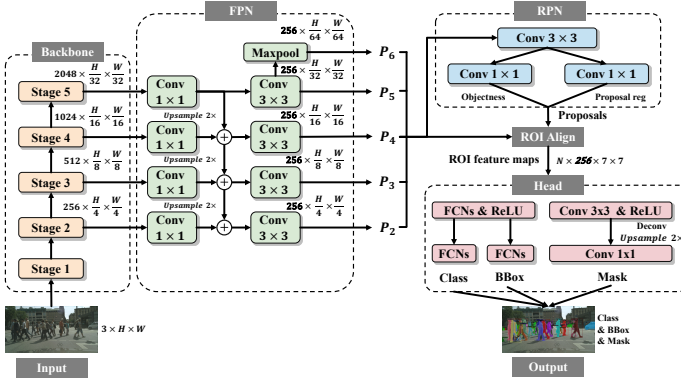 FPN
RPN
Backbone
256 × H/64 × W/64
Maxpool
P6
Conv 3 × 3
2048 × H/32 × W/32
256 × H/32 × W/32
Stage 5
Conv 1 × 1
Conv 3 × 3
P5
Conv 1 × 1
Conv 1 × 1
Objectness
Proposal reg
1024 × H/16 × W/16
Upsample 2×
256 × H/16 × W/16
Proposals
Stage 4
Conv 1 × 1
Conv 3 × 3
P4
ROI Align
512 × H/8 × W/8
Upsample 2×
256 × H/8 × W/8
ROI feature maps
N × 256 × 7 × 7
Stage 3
Conv 1 × 1
Conv 3 × 3
P3
Head
256 × H/4 × W/4
Upsample 2×
256 × H/4 × W/4
FCNs & ReLU
Conv 3x3 & ReLU
Stage 2
Conv 1 × 1
Conv 3 × 3
P2
Deconv
Upsample 2×
FCNs
FCNs
Conv 1x1
Stage 1
Class
BBox
Mask
3 × H × W
Class
& BBox
& Mask
Input
Output